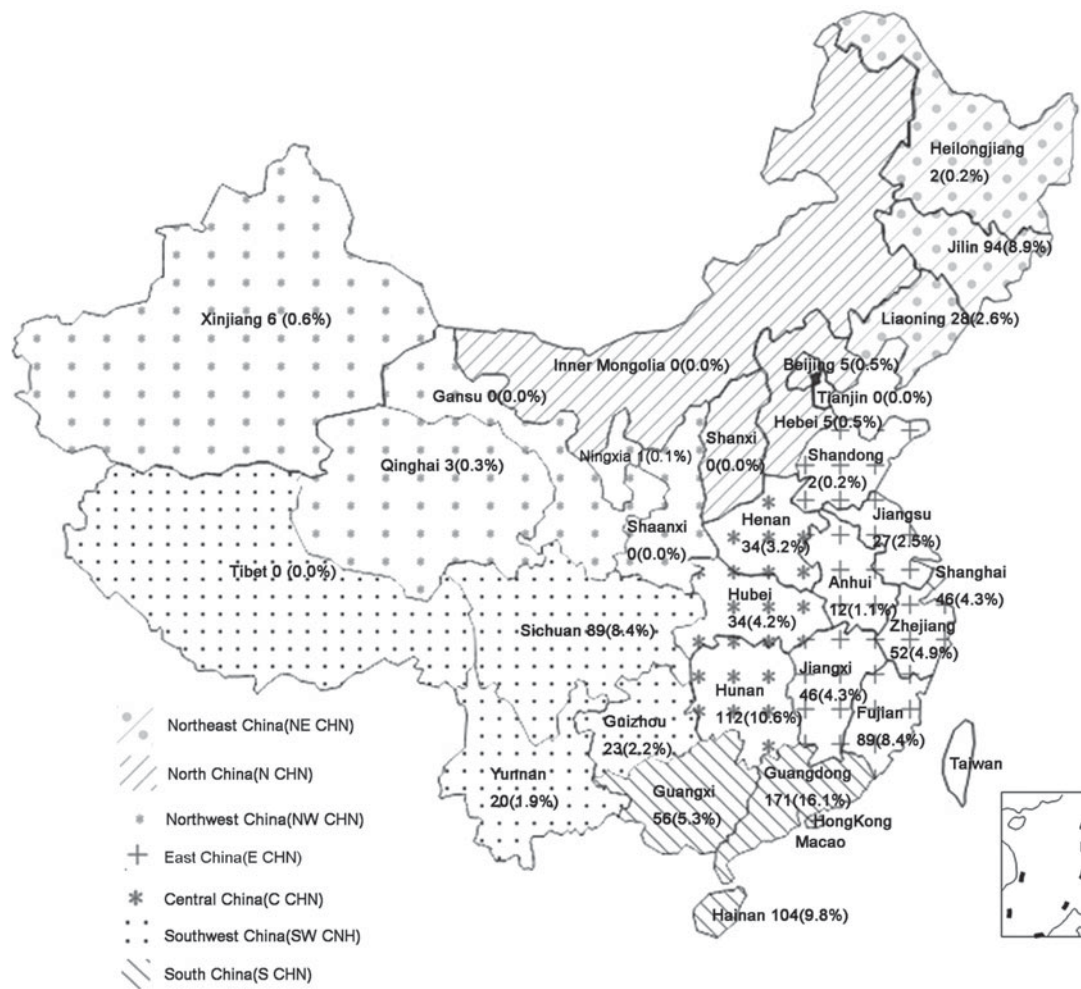 Heilongjiang
2(0.2%)
Jilin 94(8.9%)
Liaoning 28(2.6%)
Xinjiang 6 (0.6%)
Inner Mongolia 0(0.0%)
Beijing 5(0.5%)
Gansu 0(0.0%)
Tianjin 0(0.0%)
Hebei 5(0.5%)
Shanxi
0(0.0%)
Ningxia 1(0.1%)
Qinghai 3(0.3%)
Shandong
2(0.2%)
Jiangsu
27(2.5%)
Henan
34(3.2%)
Shaanxi
0(0.0%)
Tibet 0 (0.0%)
Shanghai
46(4.3%)
Anhui
12(1.1%)
Hubei
34(4.2%)
Zhejiang
52(4.9%)
Sichuan 89(8.4%)
Jiangxi
46(4.3%)
Hunan
112(10.6%)
Fujian
89(8.4%)
Guizhou
23(2.2%)
Yunnan
20(1.9%)
Guangxi
56(5.3%)
Guangdong
171(16.1%)
Taiwan
HongKong
Macao
Hainan 104(9.8%)
Northeast China(NE CHN)
North China(N CHN)
Northwest China(NW CHN)
East China(E CHN)
Central China(C CHN)
Southwest China(SW CNH)
South China(S CHN)